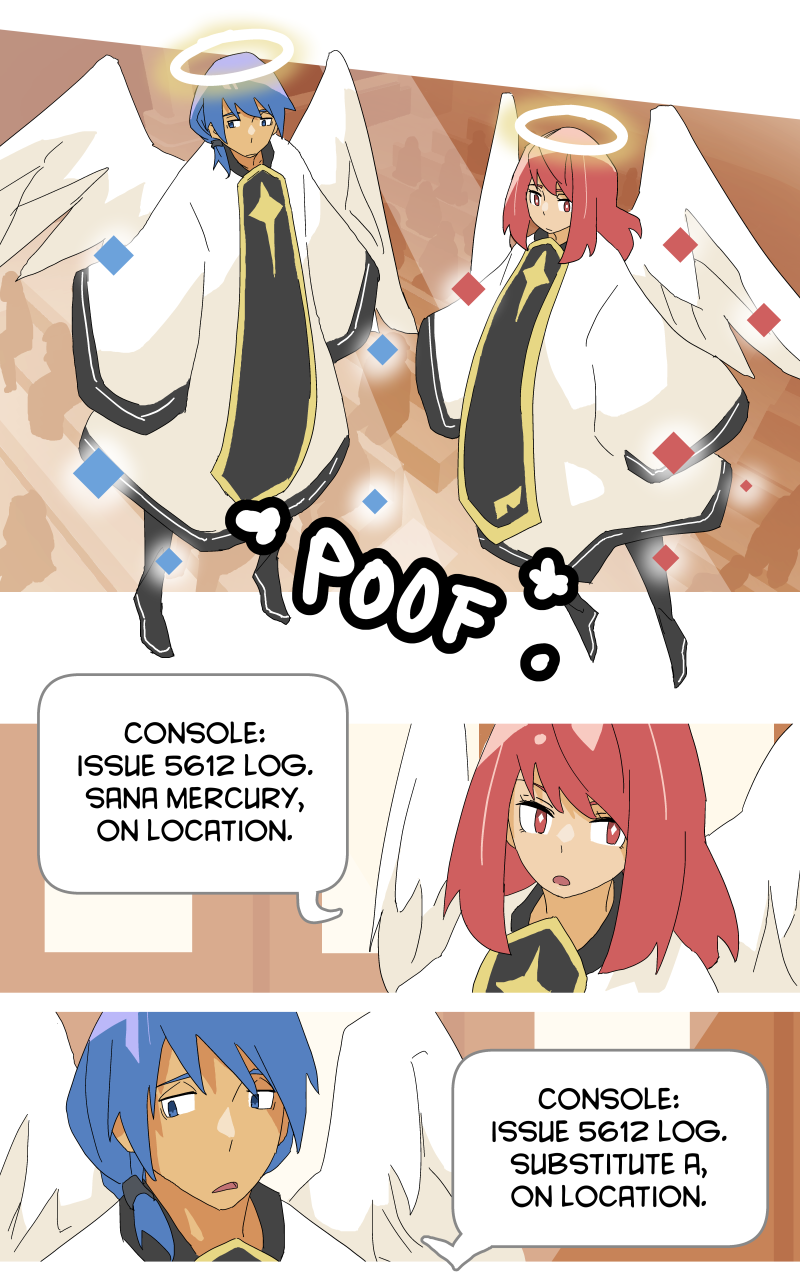 POOF
CONSOLE:
ISSUE 5612 LOG.
SANA MERCURY,
ON LOCATION.
CONSOLE:
ISSUE 5612 LOG.
SUBSTITUTE A,
ON LOCATION.